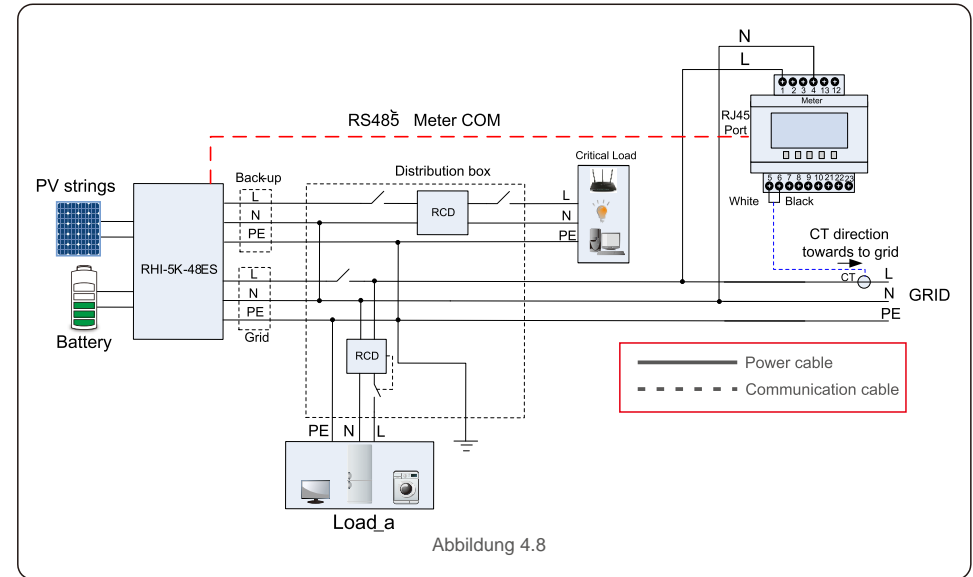 N
L
1 2 3 4 13 12
Meter
RJ45
Port
RS485 Meter COM
Critical Load
Distribution box
PV strings
Back-up
L
N
PE
RCD
L
N
PE
5 6 7 8 9 10 21 22 23
White
Black
CT direction
towards to grid
RHI-5K-48ES
L
N
PE
Grid
CT
L
N
PE
GRID
Battery
RCD
Power cable
Communication cable
PE N L
Load_a
Abbildung 4.8